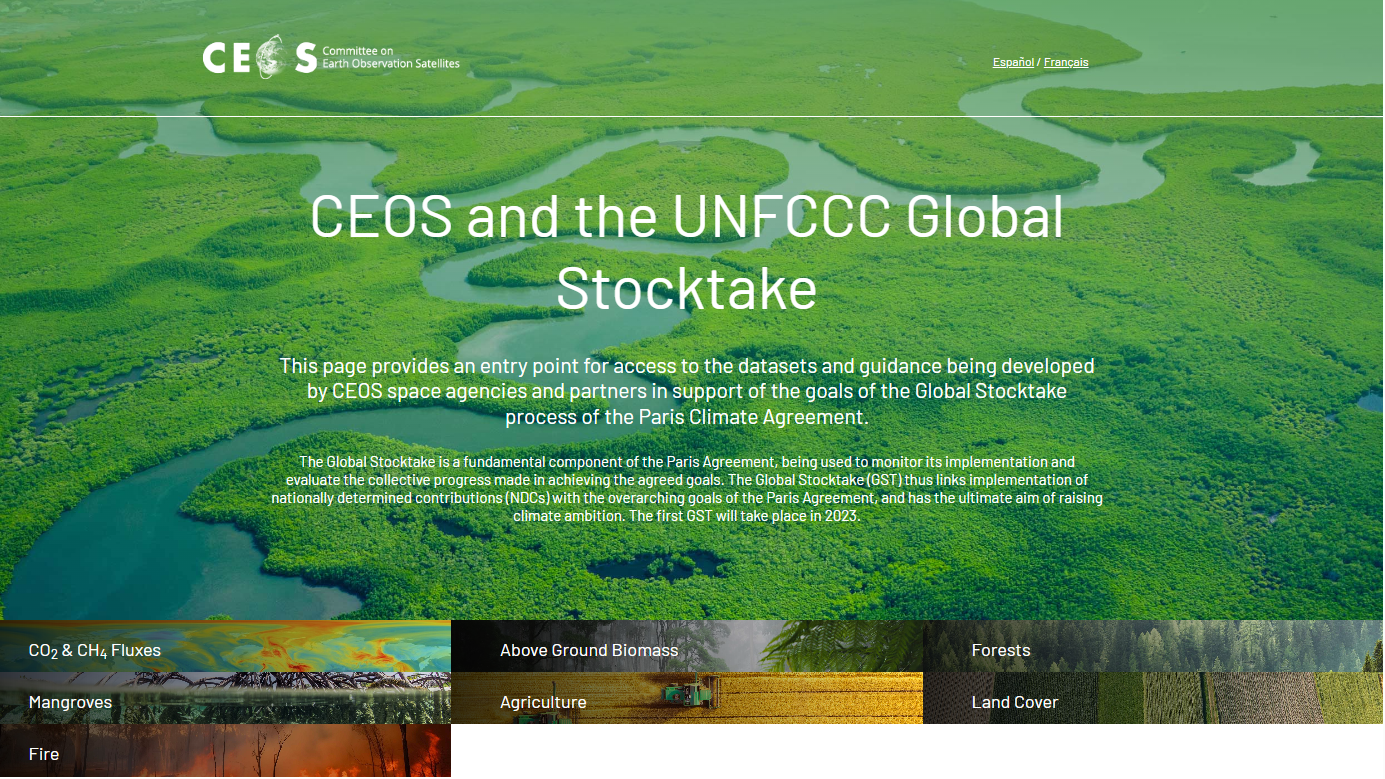 CEOS Committee on
Earth Observation Satellites
Español / Français
CEOS and the UNFCCC Global
Stocktake
This page provides an entry point for access to the datasets and guidance being developed
by CEOS space agencies and partners in support of the goals of the Global Stocktake
process of the Paris Climate Agreement.
The Global Stocktake is a fundamental component of the Paris Agreement, being used to monitor its implementation and
evaluate the collective progress made in achieving the agreed goals. The Global Stocktake (GST) thus links implementation of
nationally determined contributions (NDCs) with the overarching goals of the Paris Agreement, and has the ultimate aim of raising
climate ambition. The first GST will take place in 2023.
CO₂ & CH₄ Fluxes
Above Ground Biomass
Forests
Mangroves
Agriculture
Land Cover
Fire